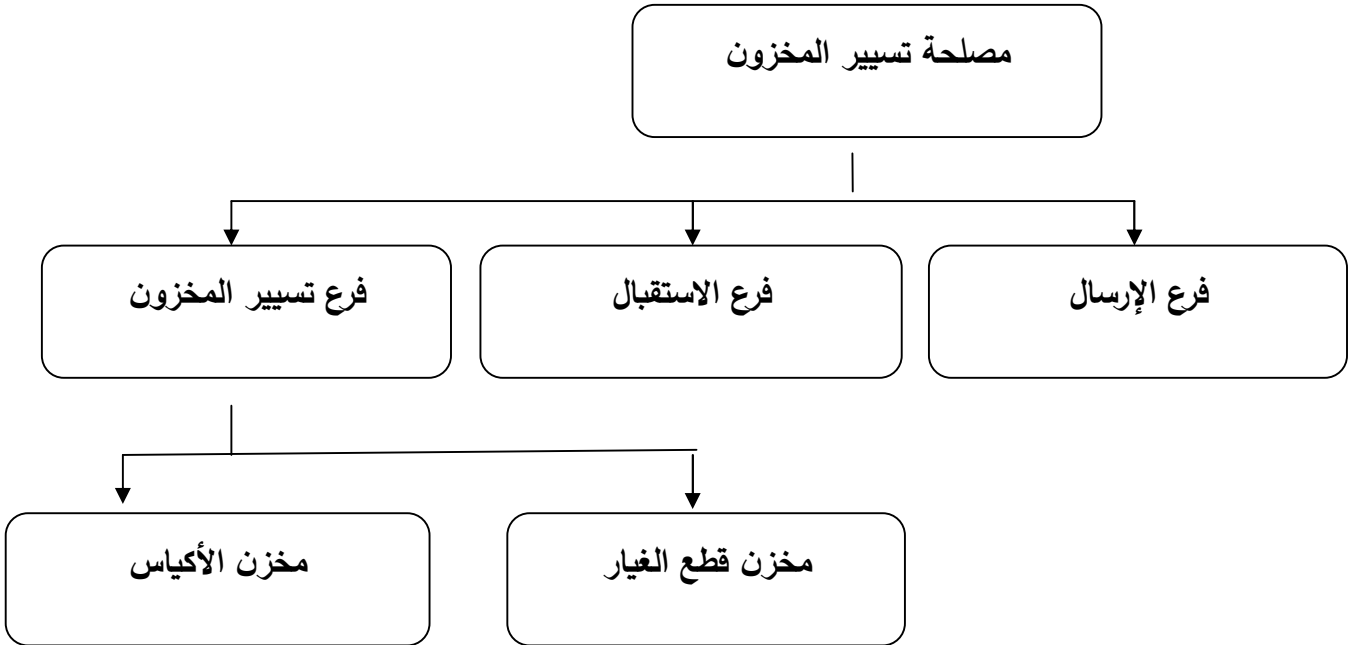 مصلحة تسيير المخزون
فرع الإرسال
فرع الاستقبال
فرع تسيير المخزون
مخزن قطع الغيار
مخزن الأكياس